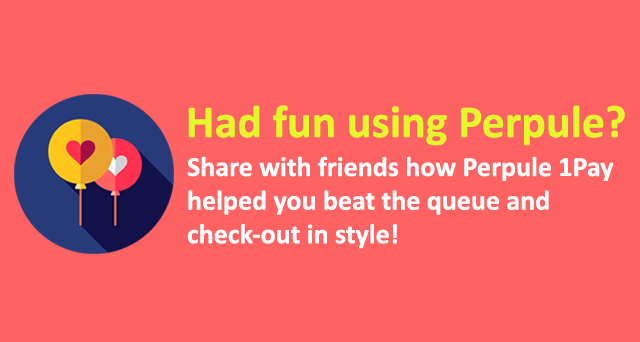 Had fun using Perpule?
Share with friends how Perpule 1Pay
helped you beat the queue and
check-out in style!